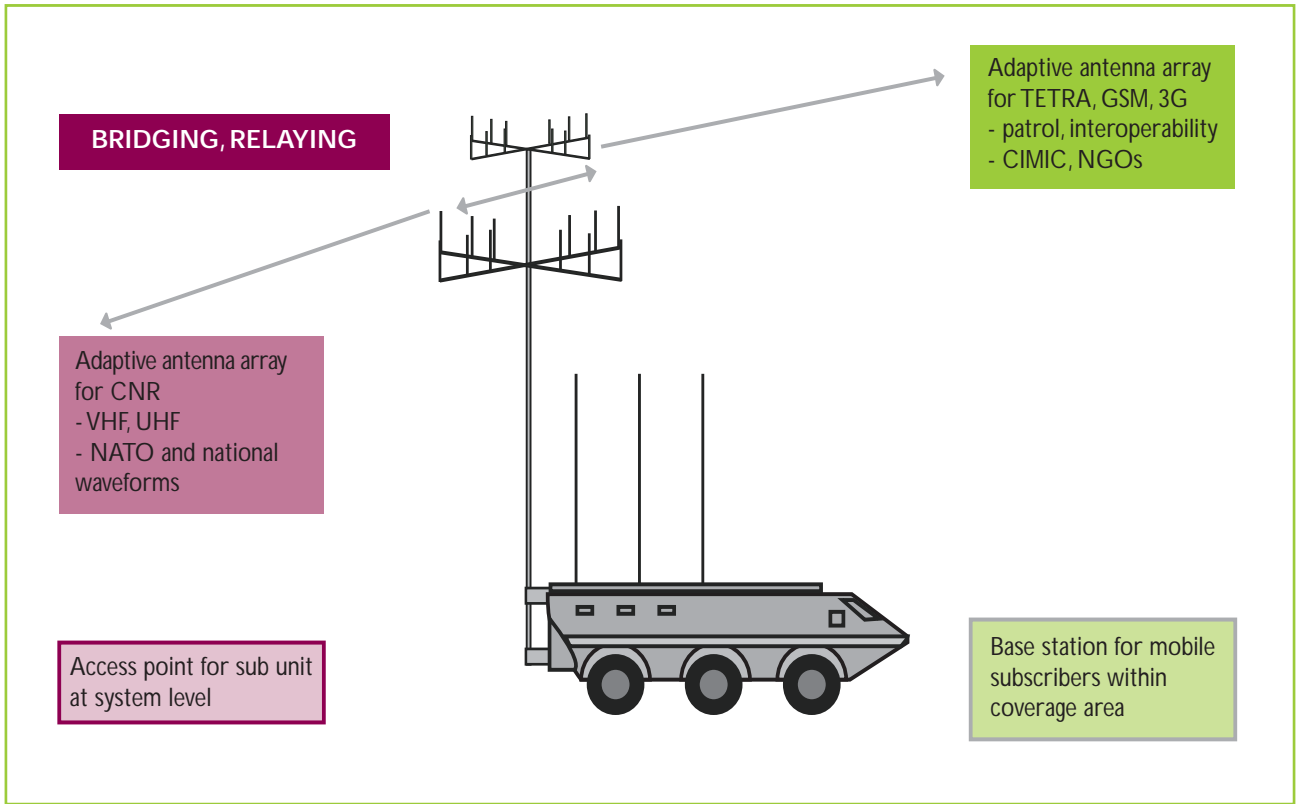 BRIDGING, RELAYING
Adaptive antenna array
for TETRA, GSM, 3G
- patrol, interoperability
- CIMIC, NGOs
Adaptive antenna array
for CNR
- VHF, UHF
- NATO and national
waveforms
Access point for sub unit
at system level
Base station for mobile
subscribers within
coverage area